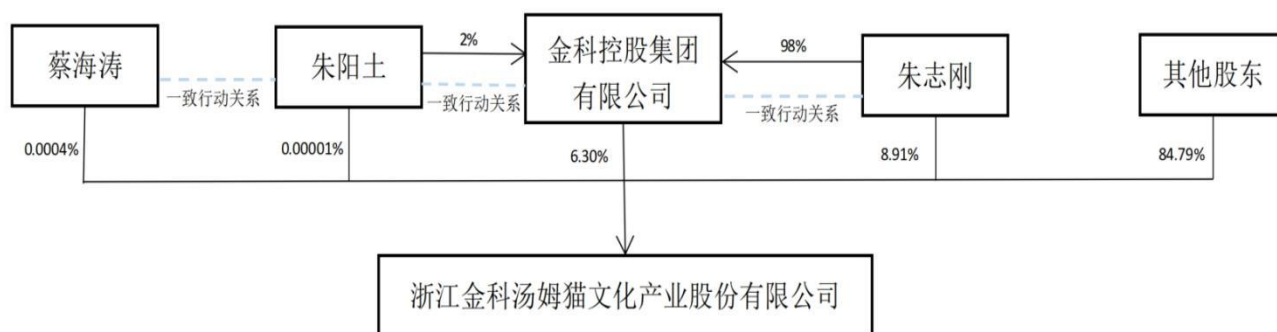 蔡海涛
朱阳土
2%
金科控股集团
有限公司
98%
朱志刚
其他股东
一致行动关系
一致行动关系
一致行动关系
0.0004%
0.00001%
6.30%
8.91%
84.79%
浙江金科汤姆猫文化产业股份有限公司